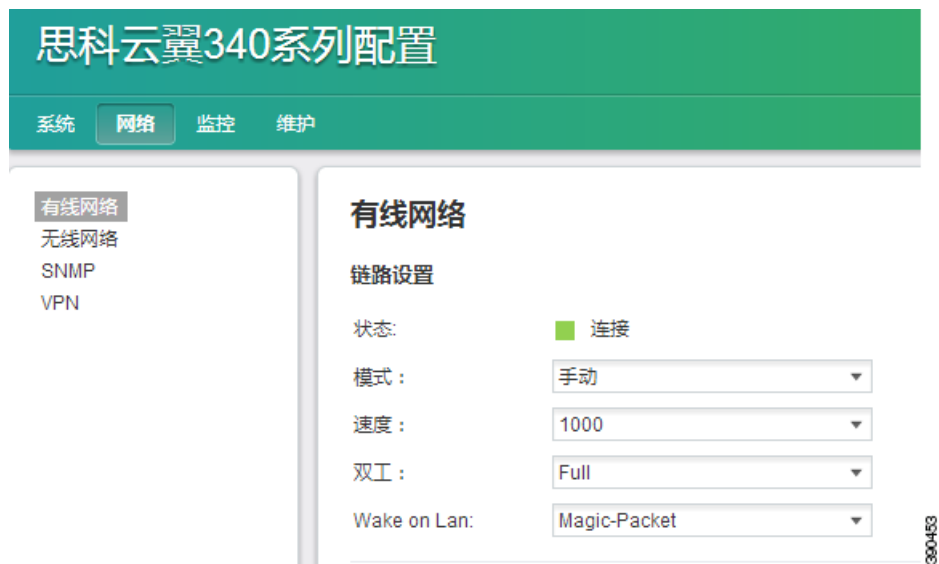 思科云翼340系列配置
系统 网络 监控 维护
有线网络
无线网络
SNMP
VPN
有线网络
链路设置
状态: 连接
模式： 手动
速度： 1000
双工： Full
Wake on Lan: Magic-Packet
390453